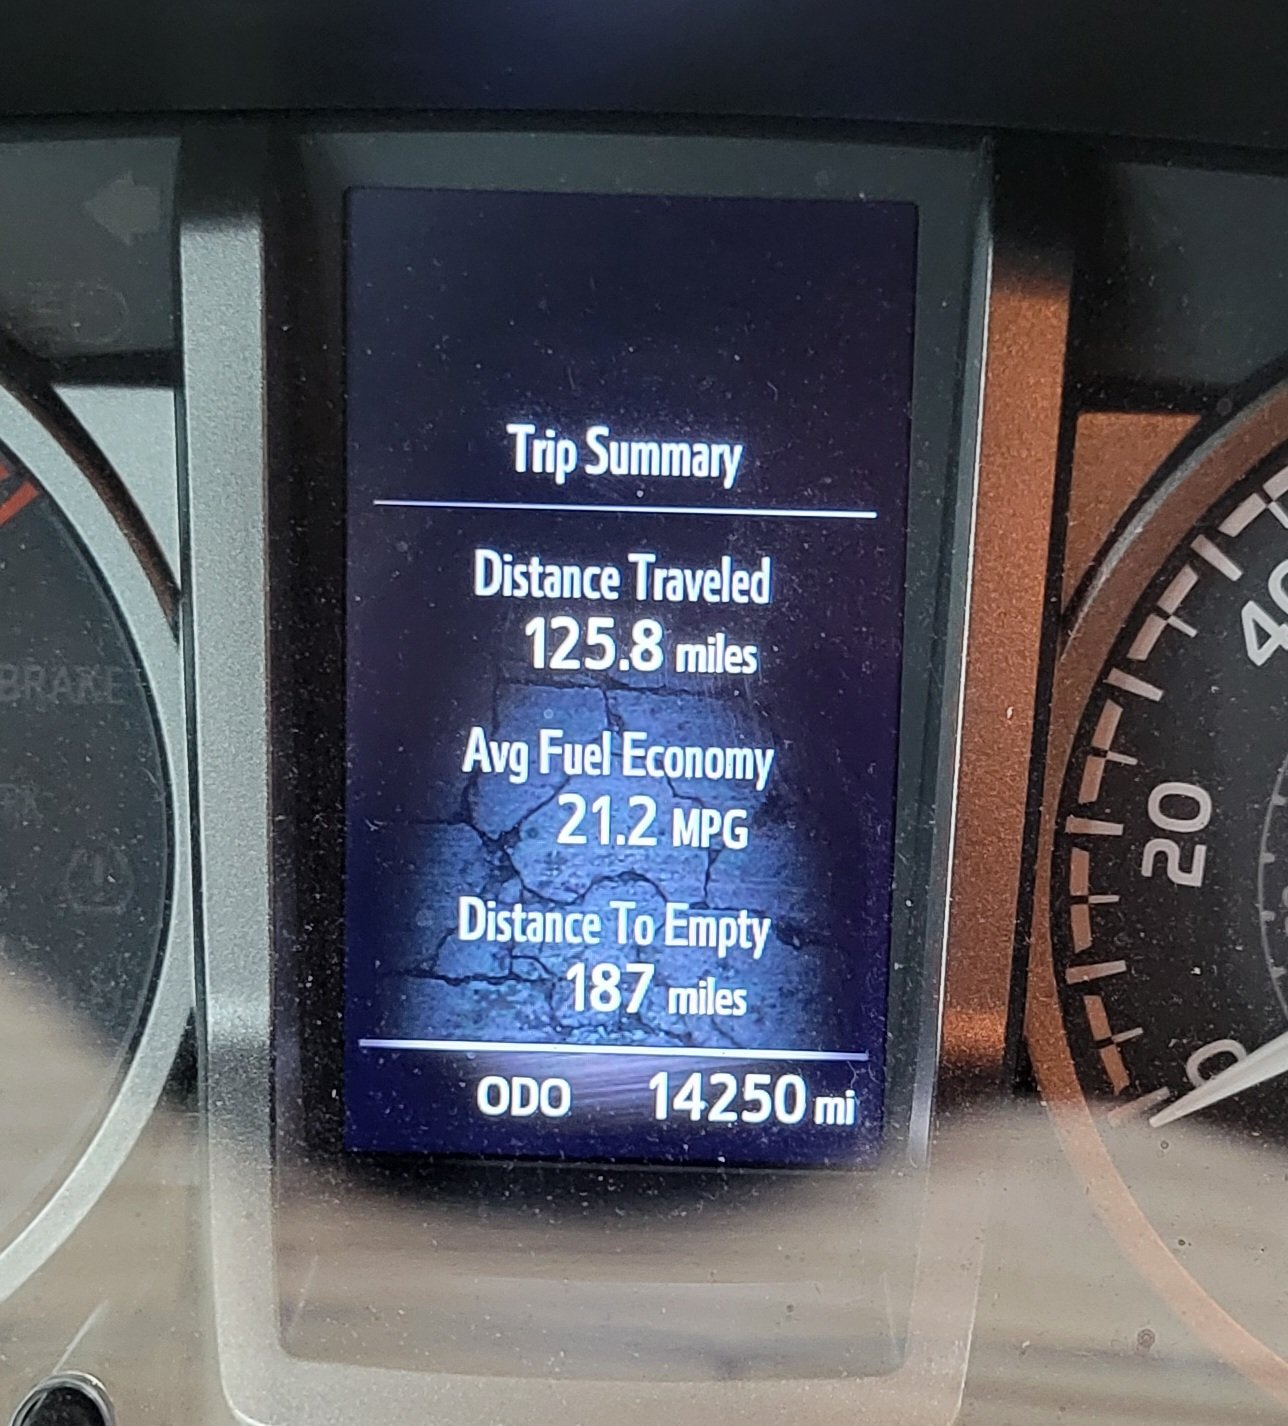 Trip Summary
Distance Traveled
125.8 miles
Avg Fuel Economy
21.2 MPG
Distance To Empty
187 miles
ODO 14250 mi
BRAKE
40
20
0